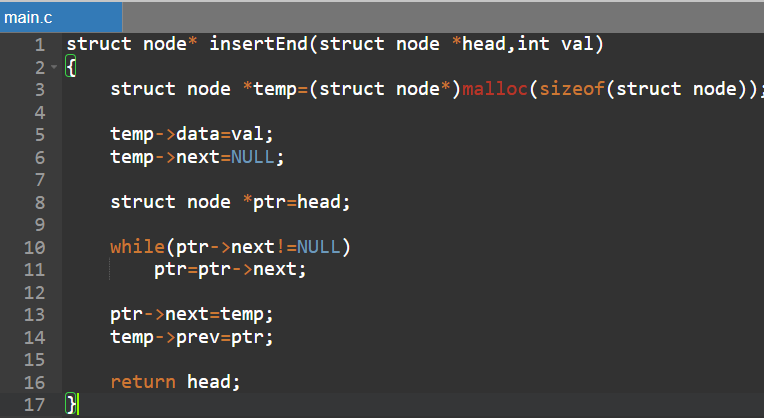 main.c
1 struct node* insertEnd(struct node *head,int val)
2 {
3 struct node *temp=(struct node*)malloc(sizeof(struct node));
4
5 temp->data=val;
6 temp->next=NULL;
7
8 struct node *ptr=head;
9
10 while(ptr->next!=NULL)
11 ptr=ptr->next;
12
13 ptr->next=temp;
14 temp->prev=ptr;
15
16 return head;
17 }